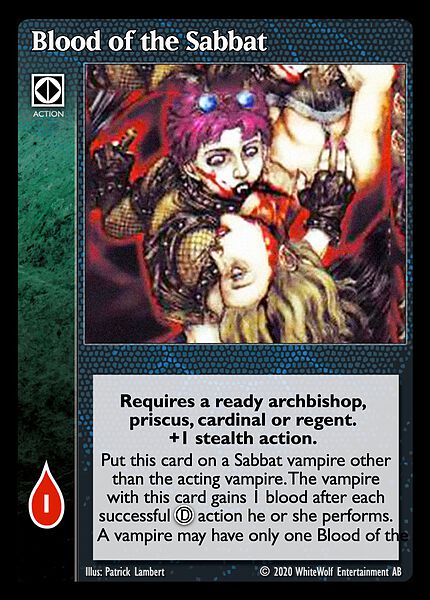 Blood of the Sabbat
ACTION
Requires a ready archbishop,
priscus, cardinal or regent.
+1 stealth action.
Put this card on a Sabbat vampire other
than the acting vampire.The vampire
with this card gains 1 blood after each
successful Ⓓ action he or she performs.
A vampire may have only one Blood of the
1
Illus: Patrick Lambert © 2020 WhiteWolf Entertainment AB